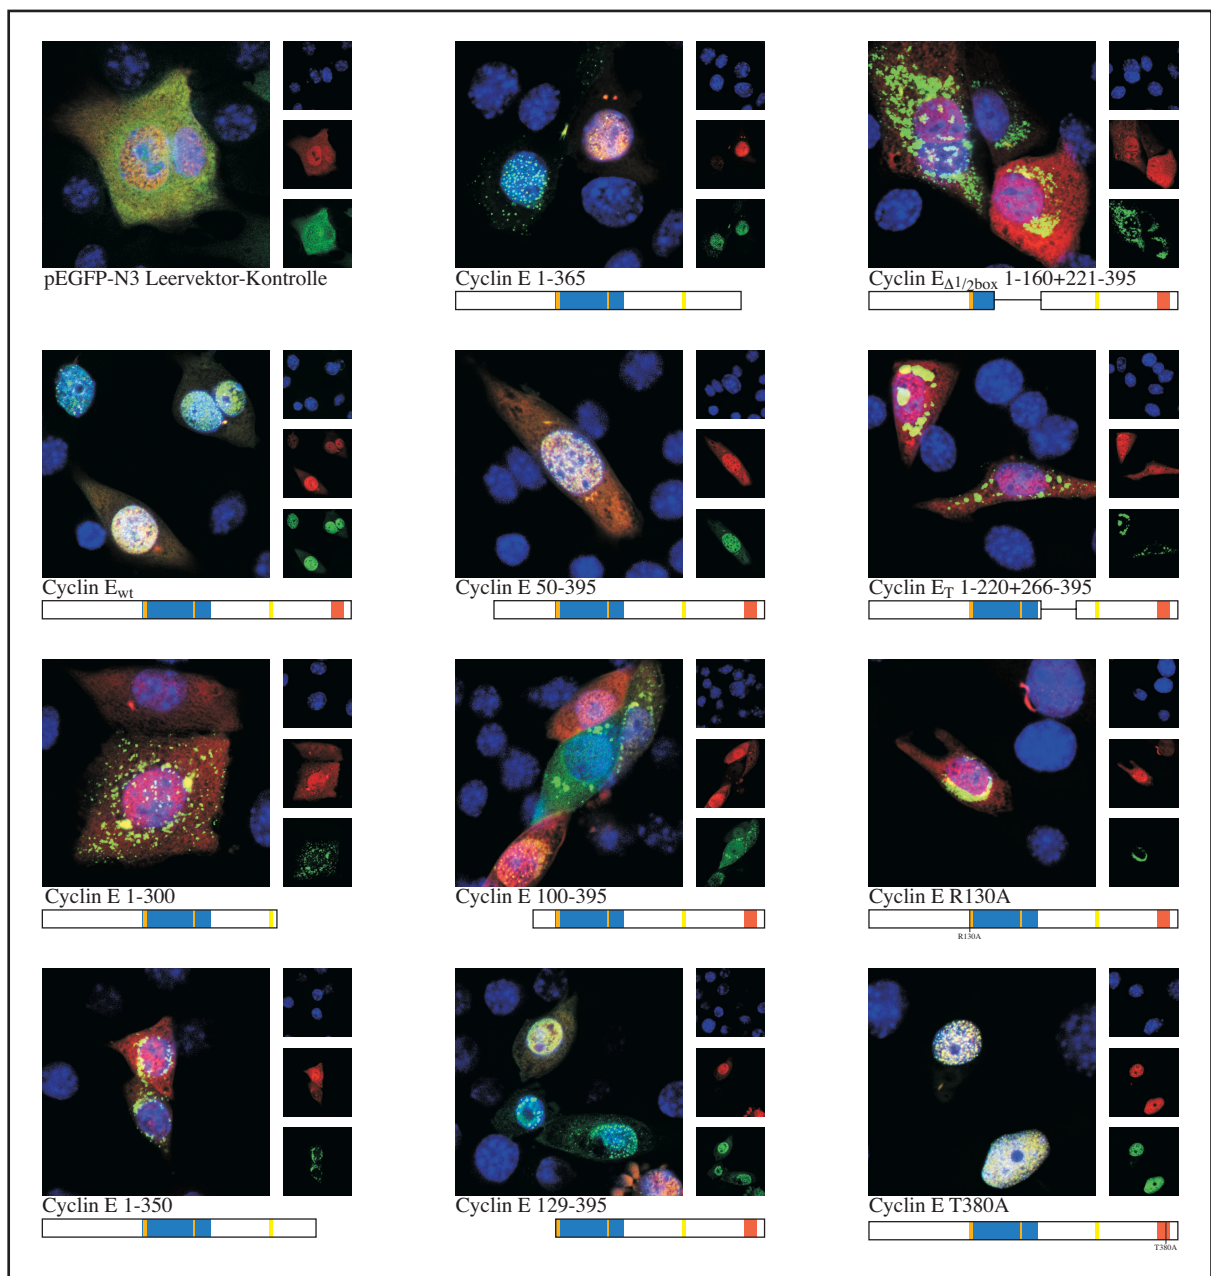 pEGFP-N3 Leervektor-Kontrolle
Cyclin E 1-365
Cyclin EΔ1/2box 1-160+221-395
Cyclin Ewt
Cyclin E 50-395
Cyclin ET 1-220+266-395
Cyclin E 1-300
Cyclin E 100-395
Cyclin E R130A
R130A
Cyclin E 1-350
Cyclin E 129-395
Cyclin E T380A
T380A